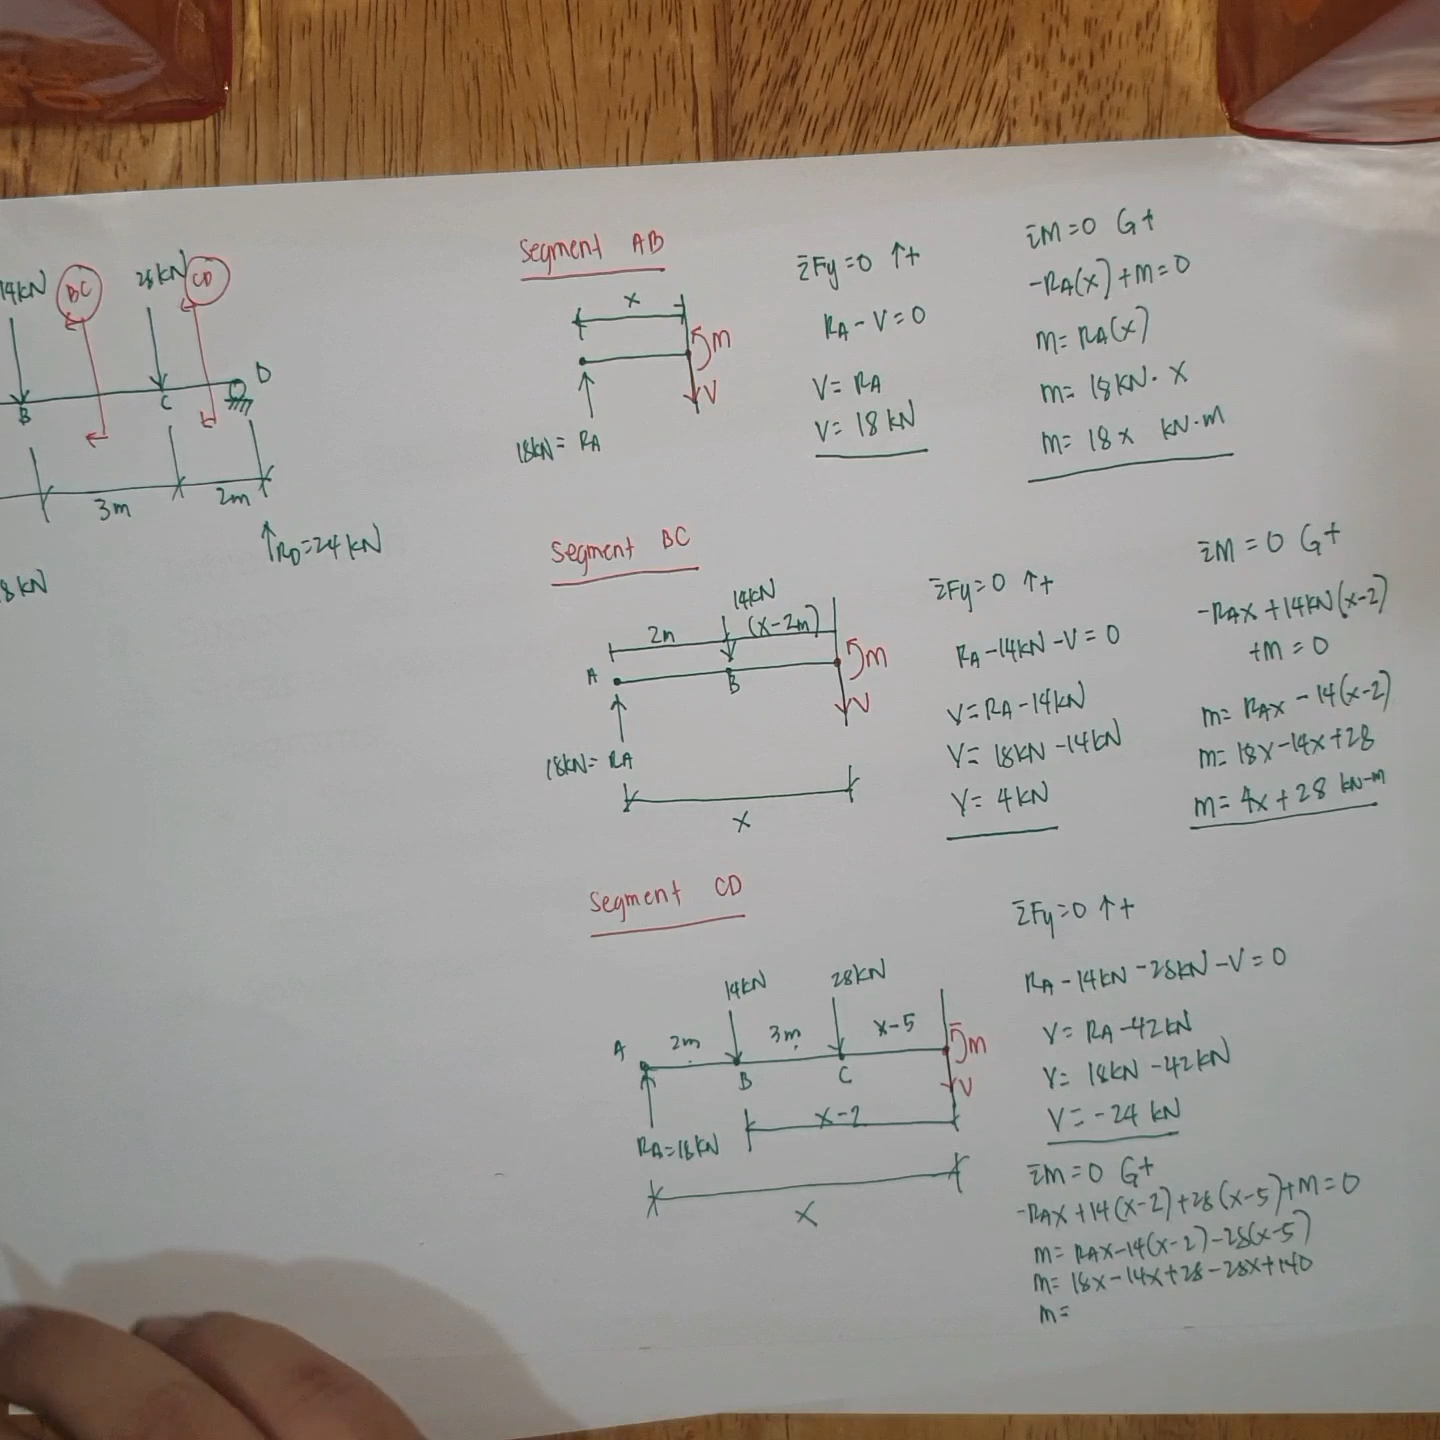 14kN
BC
28kN
CD
B
C
D
3m
2m
RD=24kN
8kN
Segment AB
x
M
V
18kN= RA
ΣFy=0 ↑+
RA-V=0
V= RA
V= 18 kN
ΣM=0 ↺+
-RA(x)+M=0
M= RA(x)
M= 18kN· x
M= 18x kN·m
Segment BC
14kN
2m
(x-2m)
A
B
M
V
18kN= RA
x
ΣFy=0 ↑+
RA-14kN-V=0
V=RA-14kN
V= 18kN-14kN
V= 4kN
ΣM=0 ↺+
-RAx+14kN(x-2)
+M=0
M= RAx-14(x-2)
M= 18x-14x+28
M= 4x+28 kN-m
Segment CD
14kN
28kN
A
2m
3m
x-5
B
C
M
V
x-2
RA=18kN
x
ΣFy=0 ↑+
RA-14kN-28kN-V=0
V= RA-42kN
V= 18kN-42kN
V=-24 kN
ΣM=0 ↺+
-RAx+14(x-2)+28(x-5)+M=0
M= RAx-14(x-2)-28(x-5)
M= 18x-14x+28-28x+140
M=